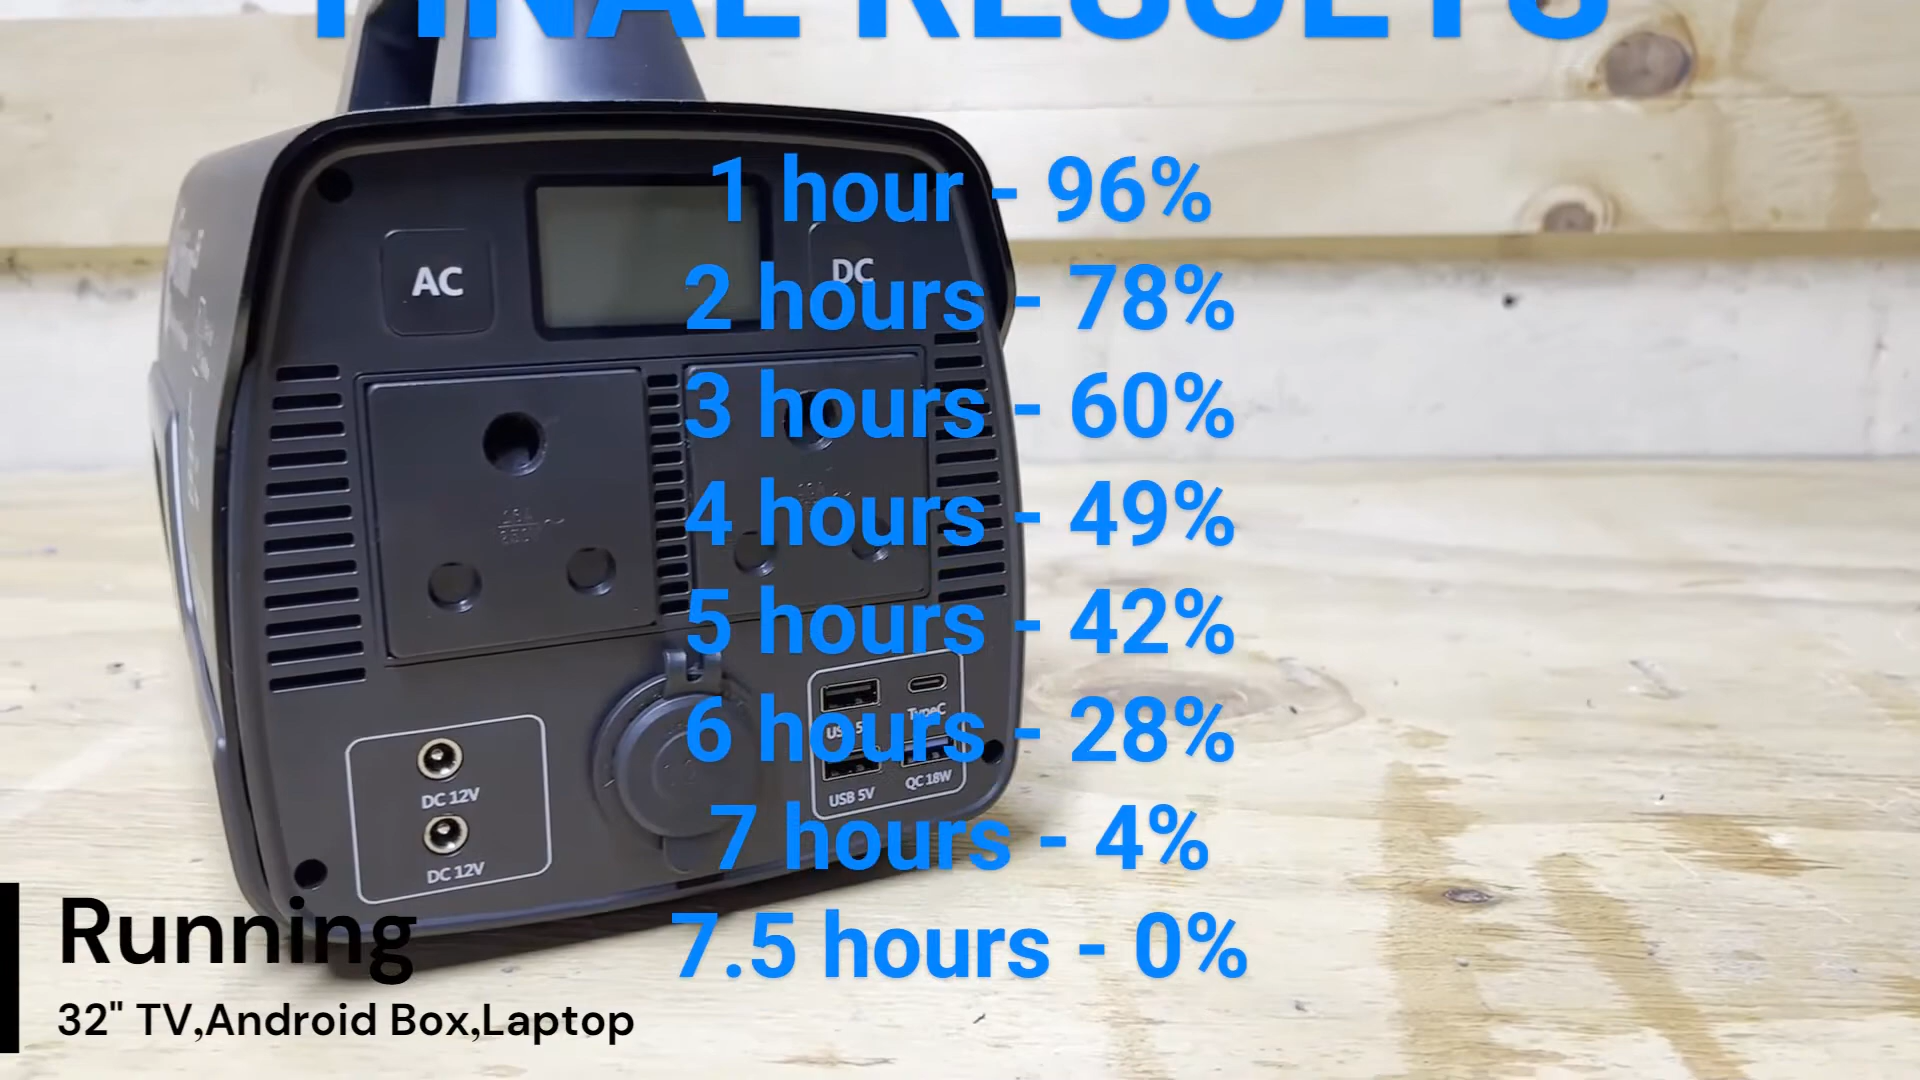 FINAL RESULTS
1 hour - 96%
2 hours - 78%
3 hours - 60%
4 hours - 49%
5 hours - 42%
6 hours - 28%
7 hours - 4%
7.5 hours - 0%
AC
DC
TypeC
USB 5V
QC 18W
DC 12V
DC 12V
Running
32" TV,Android Box,Laptop